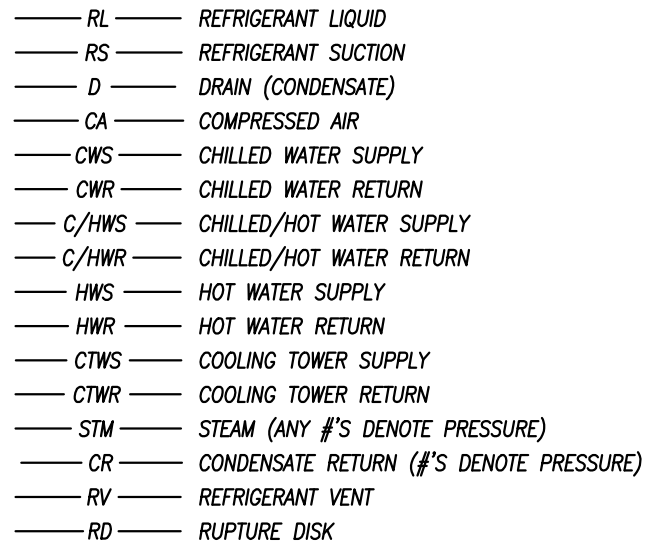 RL REFRIGERANT LIQUID
RS REFRIGERANT SUCTION
D DRAIN (CONDENSATE)
CA COMPRESSED AIR
CWS CHILLED WATER SUPPLY
CWR CHILLED WATER RETURN
C/HWS CHILLED/HOT WATER SUPPLY
C/HWR CHILLED/HOT WATER RETURN
HWS HOT WATER SUPPLY
HWR HOT WATER RETURN
CTWS COOLING TOWER SUPPLY
CTWR COOLING TOWER RETURN
STM STEAM (ANY #'S DENOTE PRESSURE)
CR CONDENSATE RETURN (#'S DENOTE PRESSURE)
RV REFRIGERANT VENT
RD RUPTURE DISK